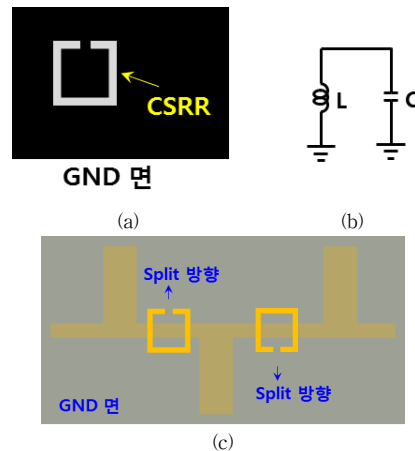 CSRR
GND 면
L
C
(a)
(b)
Split 방향
Split 방향
GND 면
(c)